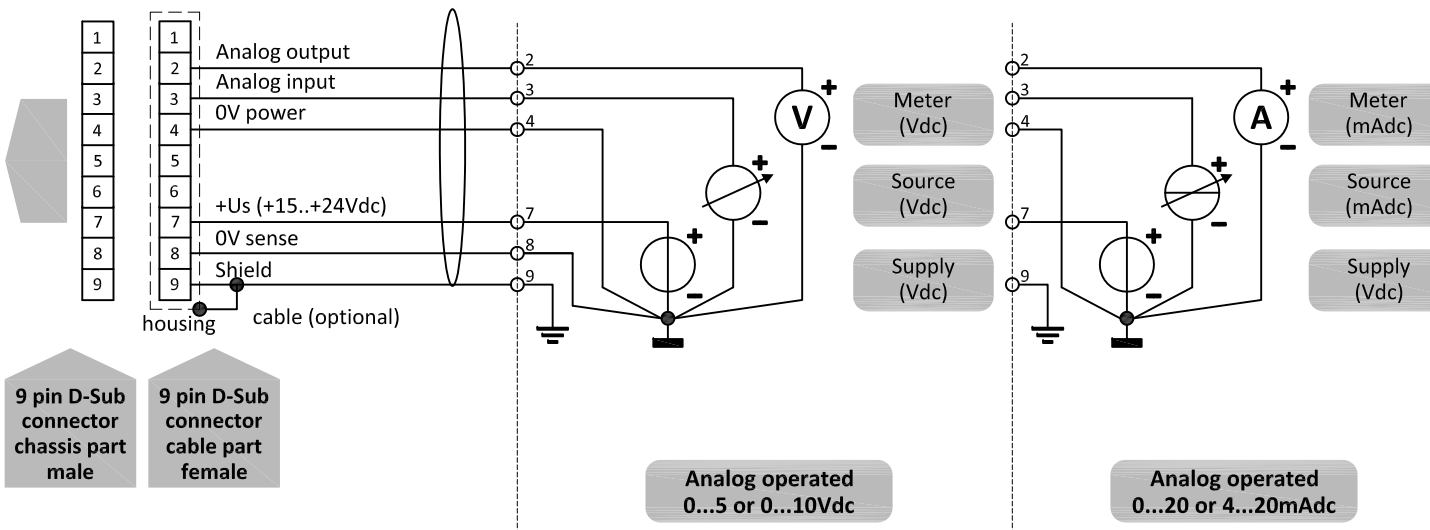 1
2
3
4
5
6
7
8
9
1
2
3
4
5
6
7
8
9
Analog output
Analog input
0V power
+Us (+15..+24Vdc)
0V sense
Shield
housing
cable (optional)
9 pin D-Sub
connector
chassis part
male
9 pin D-Sub
connector
cable part
female
2
3
4
7
8
9
V
+
−
+
−
+
−
Meter
(Vdc)
Source
(Vdc)
Supply
(Vdc)
Analog operated
0...5 or 0...10Vdc
2
3
4
7
9
A
+
−
+
−
+
−
Meter
(mAdc)
Source
(mAdc)
Supply
(Vdc)
Analog operated
0...20 or 4...20mAdc